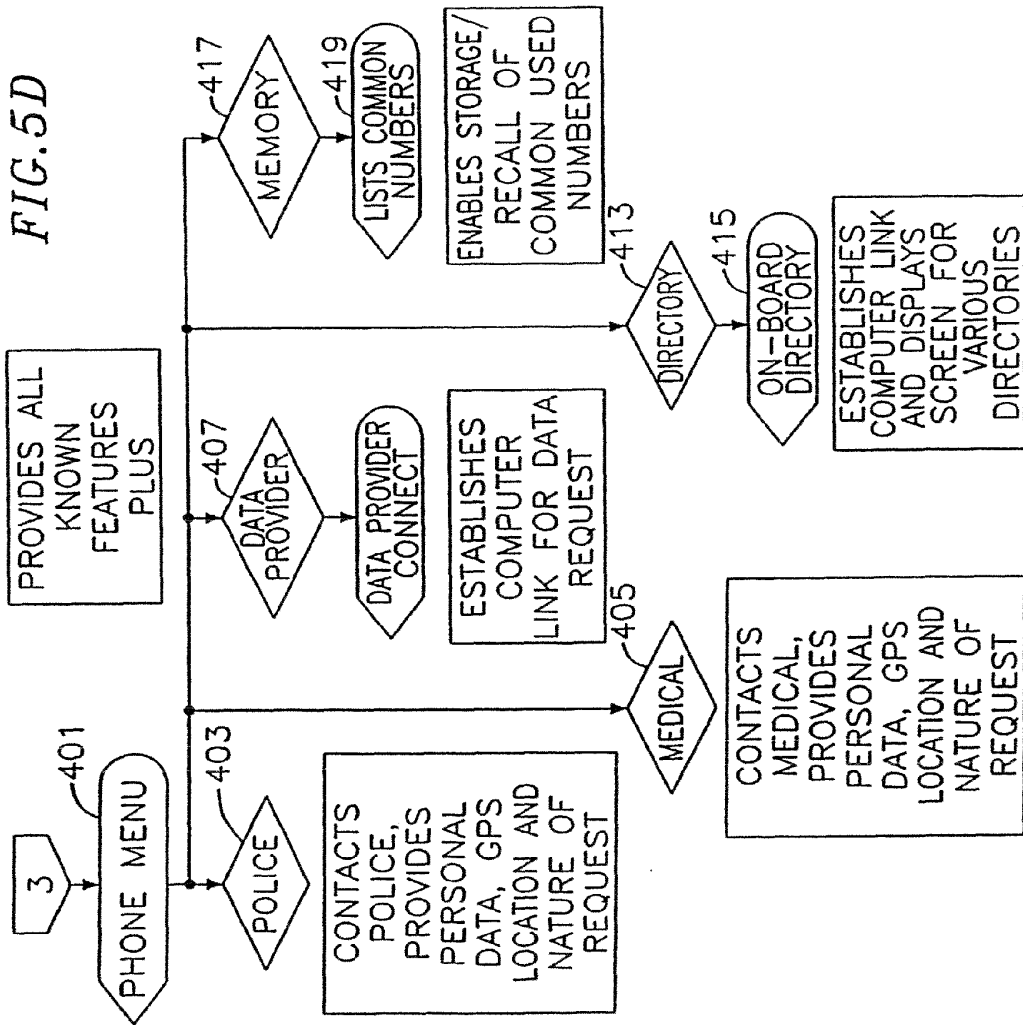 FIG.5D
PROVIDES ALL
KNOWN
FEATURES
PLUS
3
401
PHONE MENU
403
POLICE
CONTACTS
POLICE,
PROVIDES
PERSONAL
DATA, GPS
LOCATION AND
NATURE OF
REQUEST
405
MEDICAL
CONTACTS
MEDICAL,
PROVIDES
PERSONAL
DATA, GPS
LOCATION AND
NATURE OF
REQUEST
407
DATA
PROVIDER
DATA PROVIDER
CONNECT
ESTABLISHES
COMPUTER
LINK FOR DATA
REQUEST
413
DIRECTORY
415
ON-BOARD
DIRECTORY
ESTABLISHES
COMPUTER LINK
AND DISPLAYS
SCREEN FOR
VARIOUS
DIRECTORIES
417
MEMORY
419
LISTS COMMON
NUMBERS
ENABLES STORAGE/
RECALL OF
COMMON USED
NUMBERS